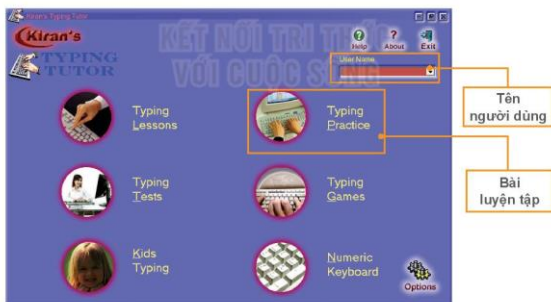 Kiran's Typing Tutor
Kiran's
TYPING
TUTOR
KẾT NỐI TRI THỨC
VỚI CUỘC SỐNG
Help
About
Exit
User Name
Tên
người dùng
Typing
Lessons
Typing
Practice
Typing
Tests
Typing
Games
Bài
luyện tập
Kids
Typing
Numeric
Keyboard
Options